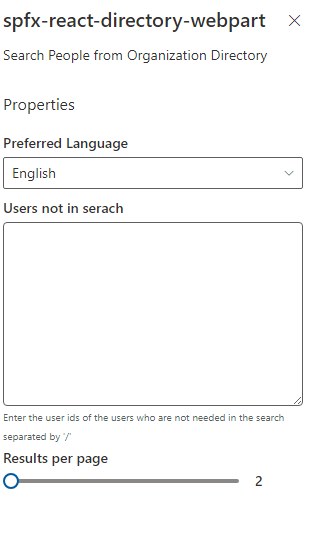 spfx-react-directory-webpart
Search People from Organization Directory
Properties
Preferred Language
English
Users not in serach
Enter the user ids of the users who are not needed in the search
separated by '/'
Results per page
2